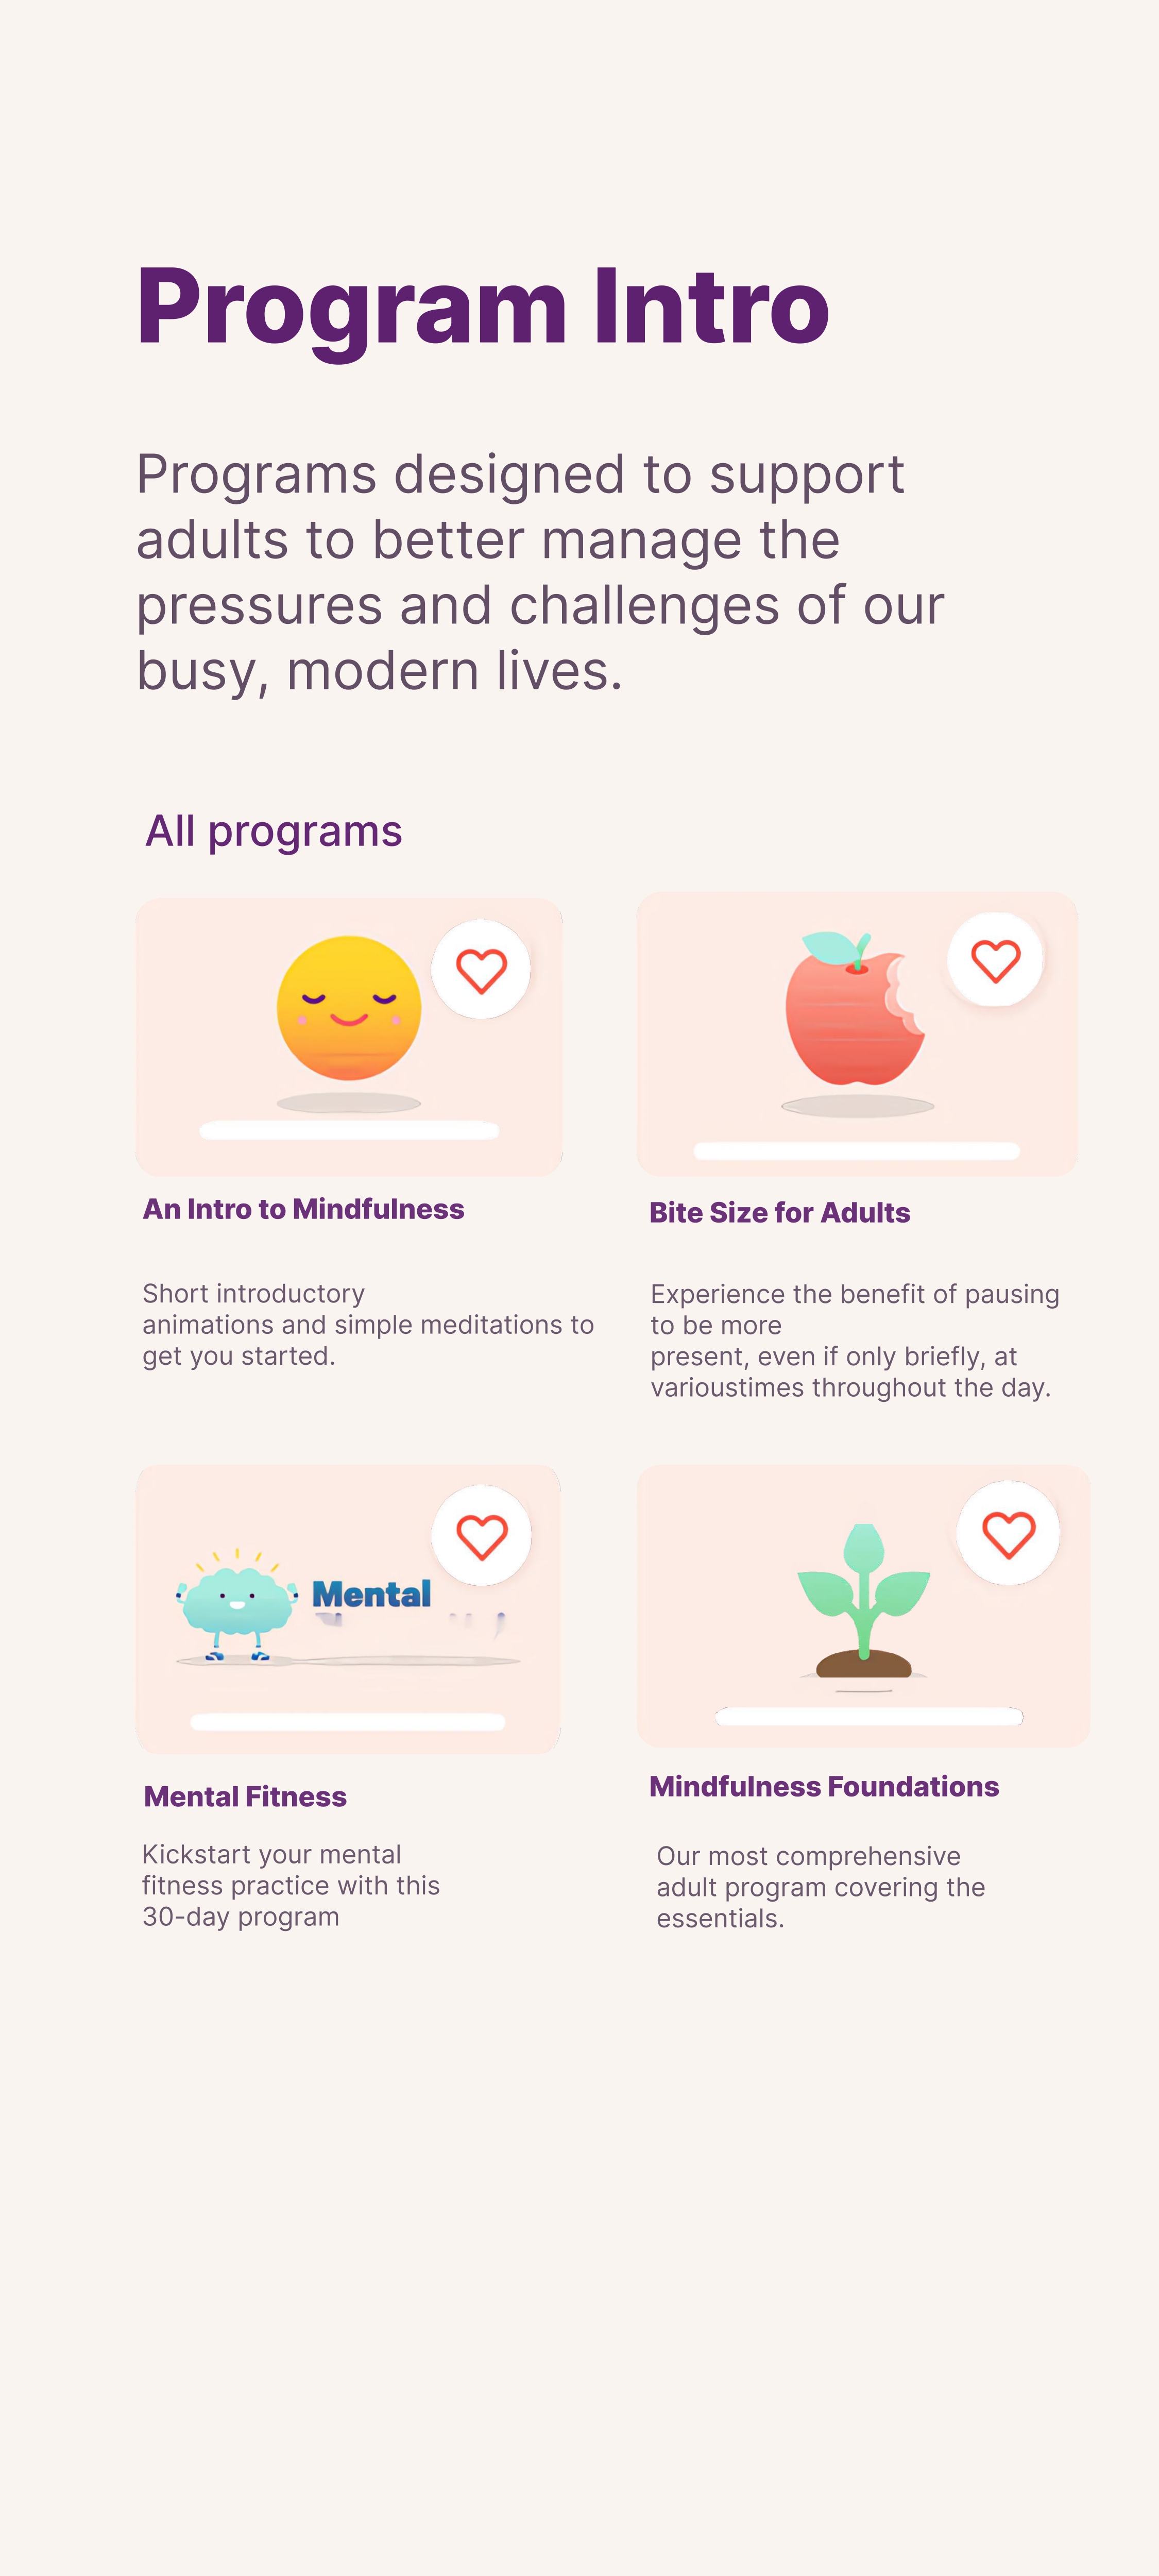 Program Intro
Programs designed to support
adults to better manage the
pressures and challenges of our
busy, modern lives.
All programs
An Intro to Mindfulness
Short introductory
animations and simple meditations to
get you started.
Bite Size for Adults
Experience the benefit of pausing
to be more
present, even if only briefly, at
varioustimes throughout the day.
Mental
Mental Fitness
Kickstart your mental
fitness practice with this
30-day program
Mindfulness Foundations
Our most comprehensive
adult program covering the
essentials.